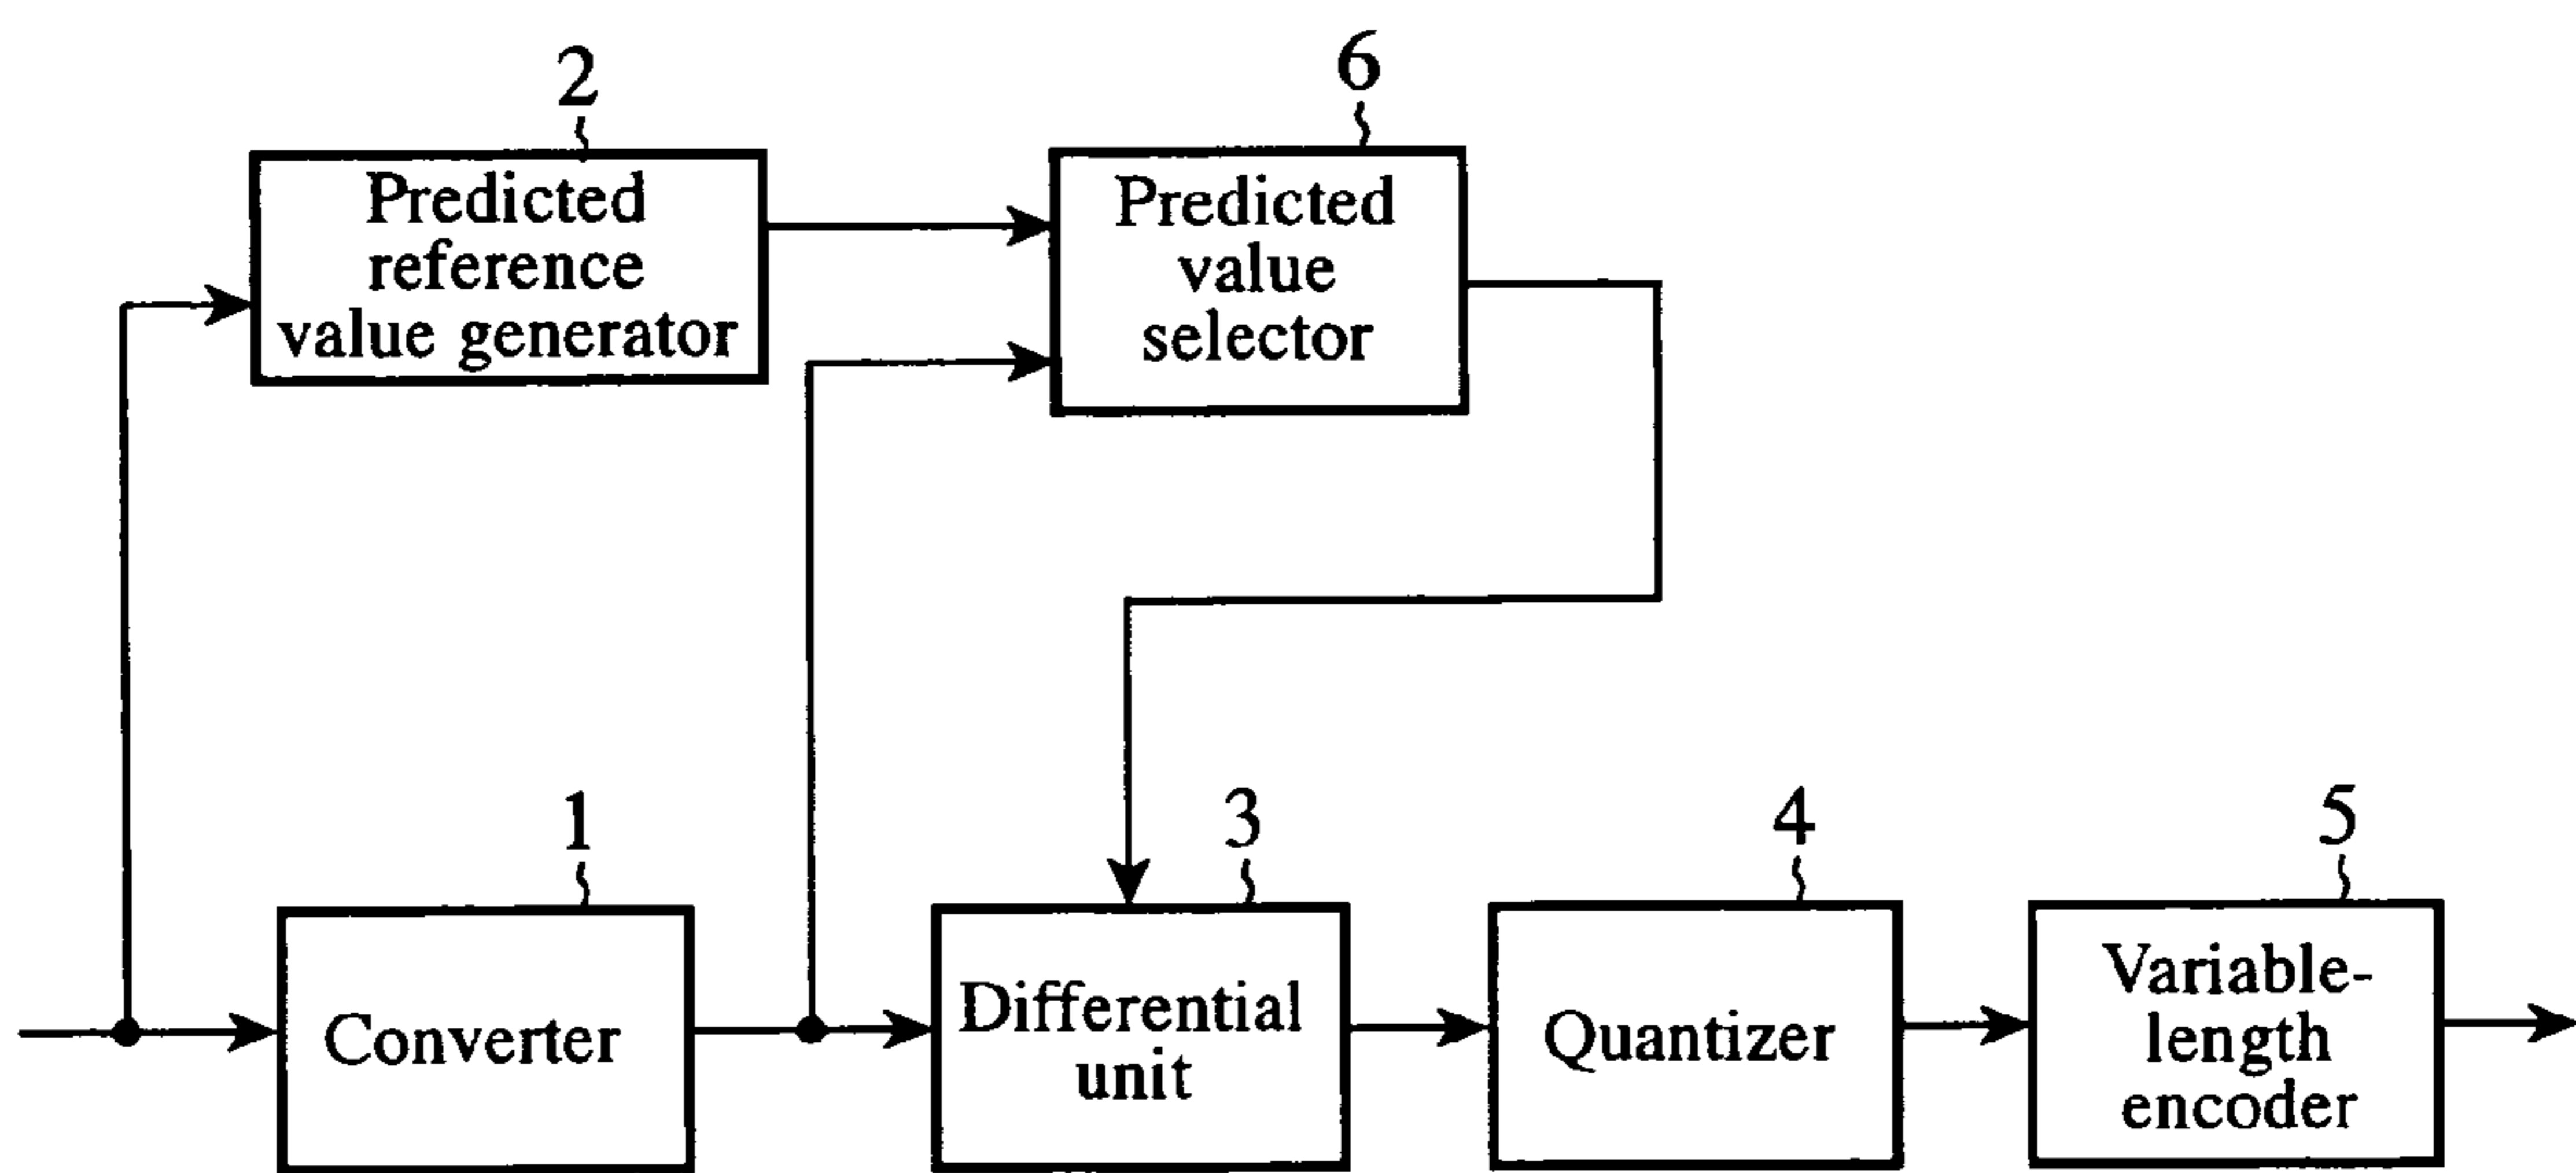 2
Predicted
reference
value generator
6
Predicted
value
selector
1
Converter
3
Differential
unit
4
Quantizer
5
Variable-
length
encoder